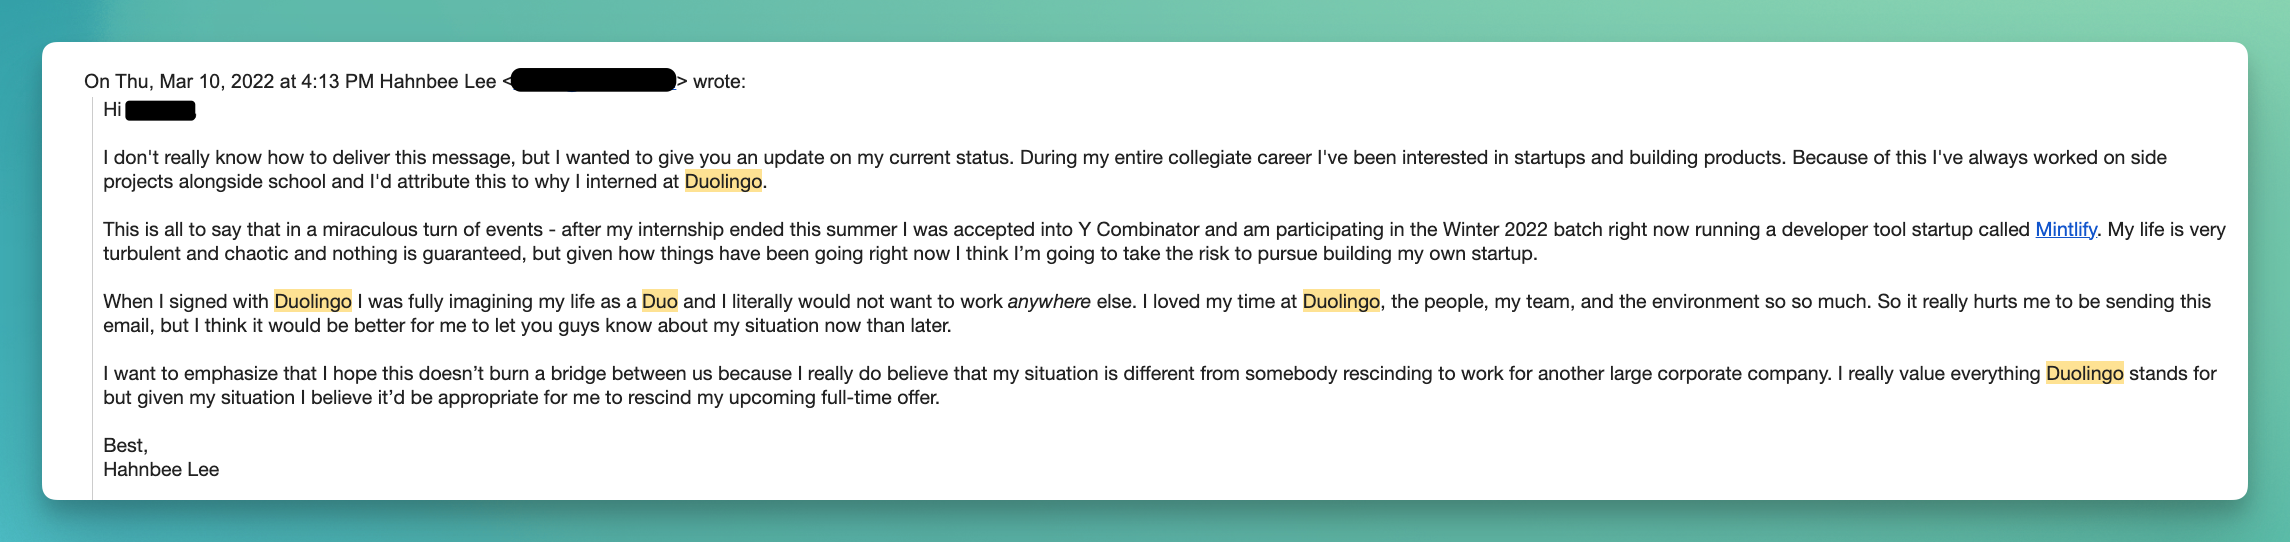 On Thu, Mar 10, 2022 at 4:13 PM Hahnbee Lee < > wrote:
Hi
I don't really know how to deliver this message, but I wanted to give you an update on my current status. During my entire collegiate career I've been interested in startups and building products. Because of this I've always worked on side
projects alongside school and I'd attribute this to why I interned at Duolingo.
This is all to say that in a miraculous turn of events - after my internship ended this summer I was accepted into Y Combinator and am participating in the Winter 2022 batch right now running a developer tool startup called Mintlify. My life is very
turbulent and chaotic and nothing is guaranteed, but given how things have been going right now I think I’m going to take the risk to pursue building my own startup.
When I signed with Duolingo I was fully imagining my life as a Duo and I literally would not want to work anywhere else. I loved my time at Duolingo, the people, my team, and the environment so so much. So it really hurts me to be sending this
email, but I think it would be better for me to let you guys know about my situation now than later.
I want to emphasize that I hope this doesn’t burn a bridge between us because I really do believe that my situation is different from somebody rescinding to work for another large corporate company. I really value everything Duolingo stands for
but given my situation I believe it’d be appropriate for me to rescind my upcoming full-time offer.
Best,
Hahnbee Lee